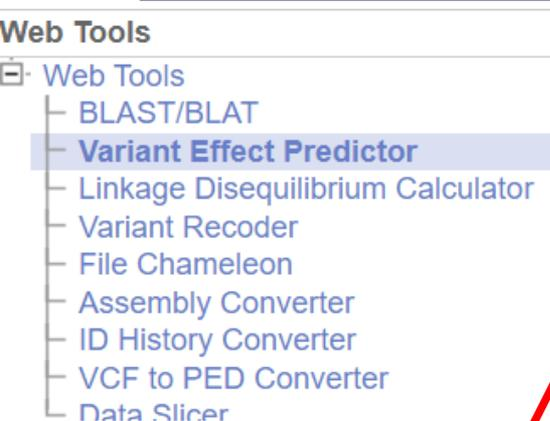 Web Tools
Web Tools
BLAST/BLAT
Variant Effect Predictor
Linkage Disequilibrium Calculator
Variant Recoder
File Chameleon
Assembly Converter
ID History Converter
VCF to PED Converter
Data Slicer